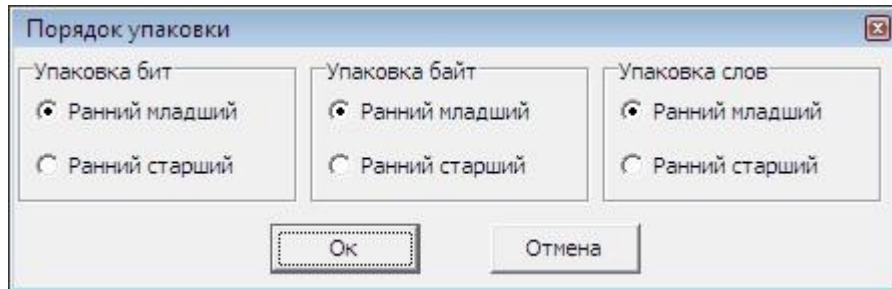 Порядок упаковки
Упаковка бит Упаковка байт Упаковка слов
Ранний младший Ранний младший Ранний младший
Ранний старший Ранний старший Ранний старший
Ок Отмена